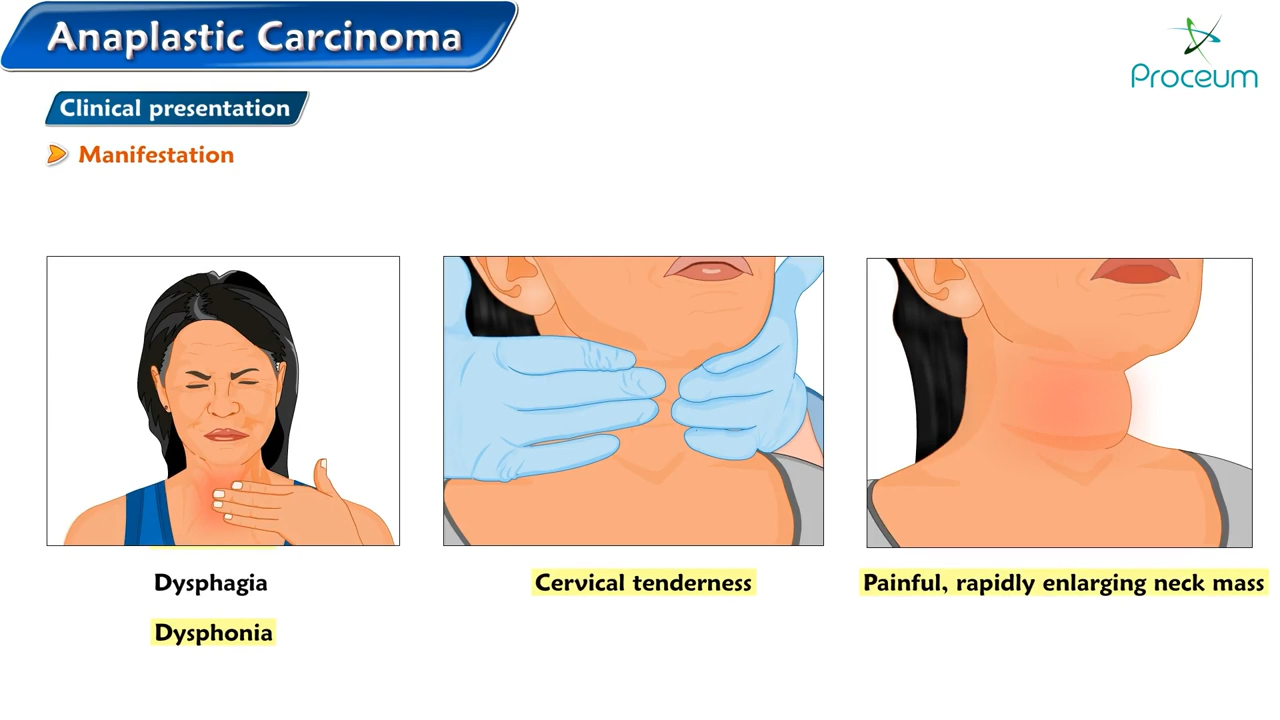 Anaplastic Carcinoma
Proceum
Clinical presentation
Manifestation
Dysphagia
Dysphonia
Cervical tenderness
Painful, rapidly enlarging neck mass